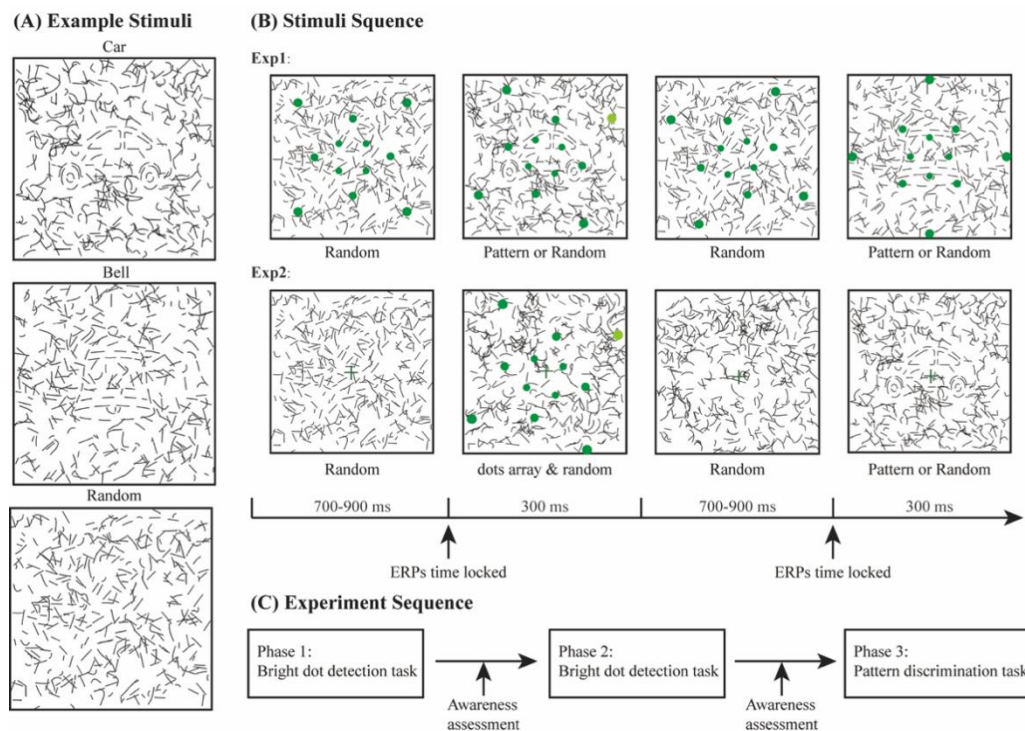 (A) Example Stimuli
Car
Bell
Random
(B) Stimuli Squence
Exp1:
Random
Pattern or Random
Random
Pattern or Random
Exp2:
Random
dots array & random
Random
Pattern or Random
700-900 ms
300 ms
700-900 ms
300 ms
ERPs time locked
ERPs time locked
(C) Experiment Sequence
Phase 1:
Bright dot detection task
Phase 2:
Bright dot detection task
Phase 3:
Pattern discrimination task
Awareness
assessment
Awareness
assessment